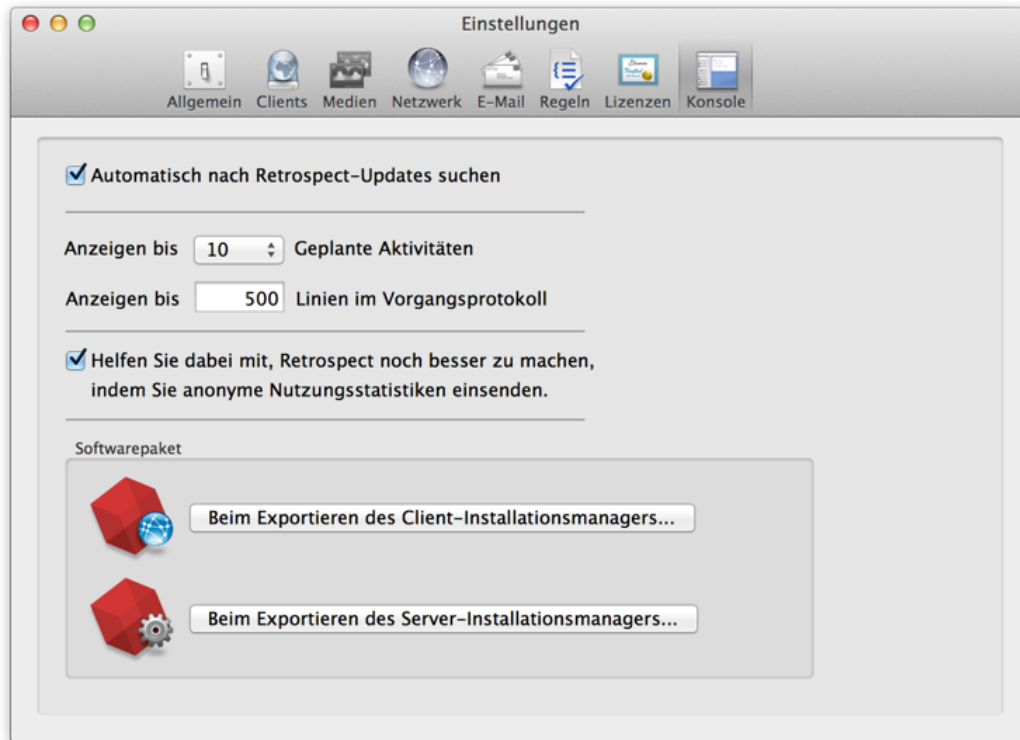 Einstellungen
Allgemein Clients Medien Netzwerk E-Mail Regeln Lizenzen Konsole
Automatisch nach Retrospect-Updates suchen
Anzeigen bis 10 Geplante Aktivitäten
Anzeigen bis 500 Linien im Vorgangsprotokoll
Helfen Sie dabei mit, Retrospect noch besser zu machen,
indem Sie anonyme Nutzungsstatistiken einsenden.
Softwarepaket
Beim Exportieren des Client-Installationsmanagers...
Beim Exportieren des Server-Installationsmanagers...